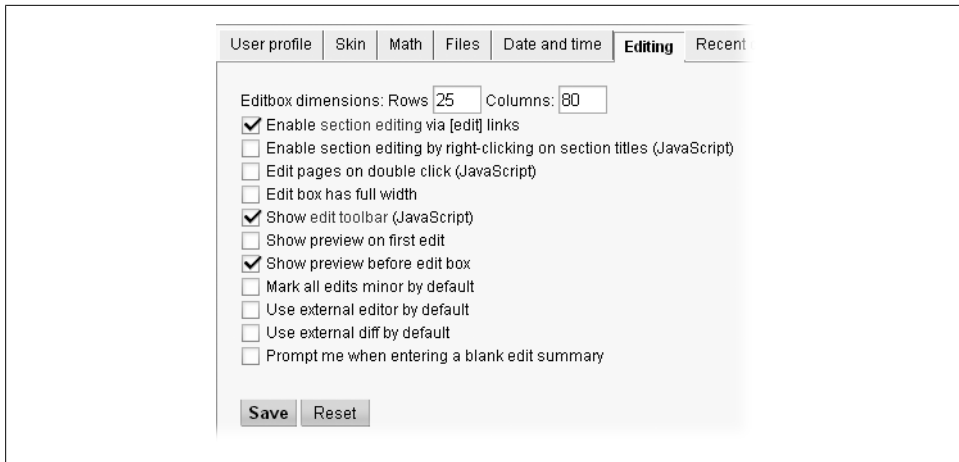 User profile Skin Math Files Date and time Editing Recent
Editbox dimensions: Rows 25 Columns: 80
Enable section editing via [edit] links
Enable section editing by right-clicking on section titles (JavaScript)
Edit pages on double click (JavaScript)
Edit box has full width
Show edit toolbar (JavaScript)
Show preview on first edit
Show preview before edit box
Mark all edits minor by default
Use external editor by default
Use external diff by default
Prompt me when entering a blank edit summary
Save Reset